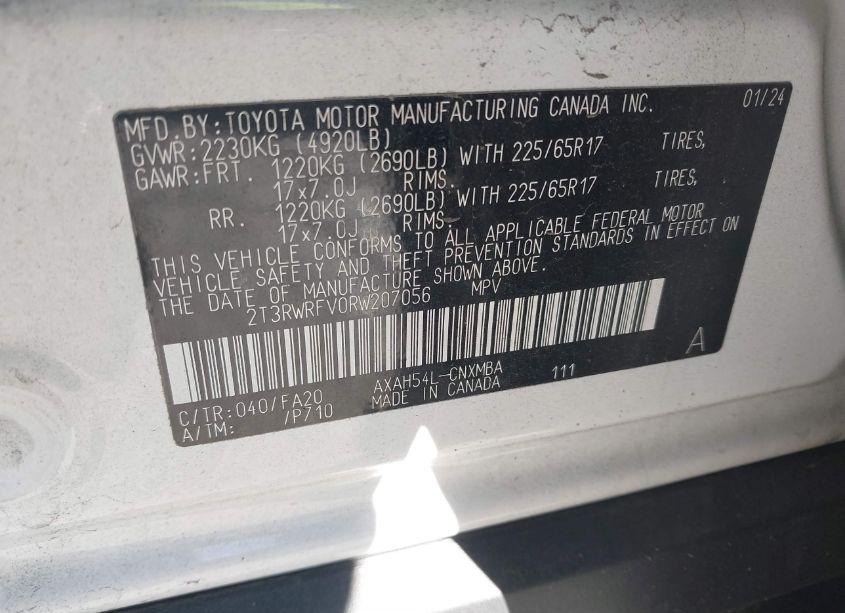 MFD.BY:TOYOTA MOTOR MANUFACTURING CANADA INC. 01/24
GVWR:2230KG (4920LB)
GAWR:FRT. 1220KG (2690LB) WITH 225/65R17 TIRES,
17x7.0J RIMS.
RR. 1220KG (2690LB) WITH 225/65R17 TIRES,
17x7.0J RIMS.
THIS VEHICLE CONFORMS TO ALL APPLICABLE FEDERAL MOTOR
VEHICLE SAFETY AND THEFT PREVENTION STANDARDS IN EFFECT ON
THE DATE OF MANUFACTURE SHOWN ABOVE.
2T3RWRFV0RW207056 MPV
A
C/TR:040/FA20 AXAH54L-CNXMBA 111
A/TM: /P710 MADE IN CANADA